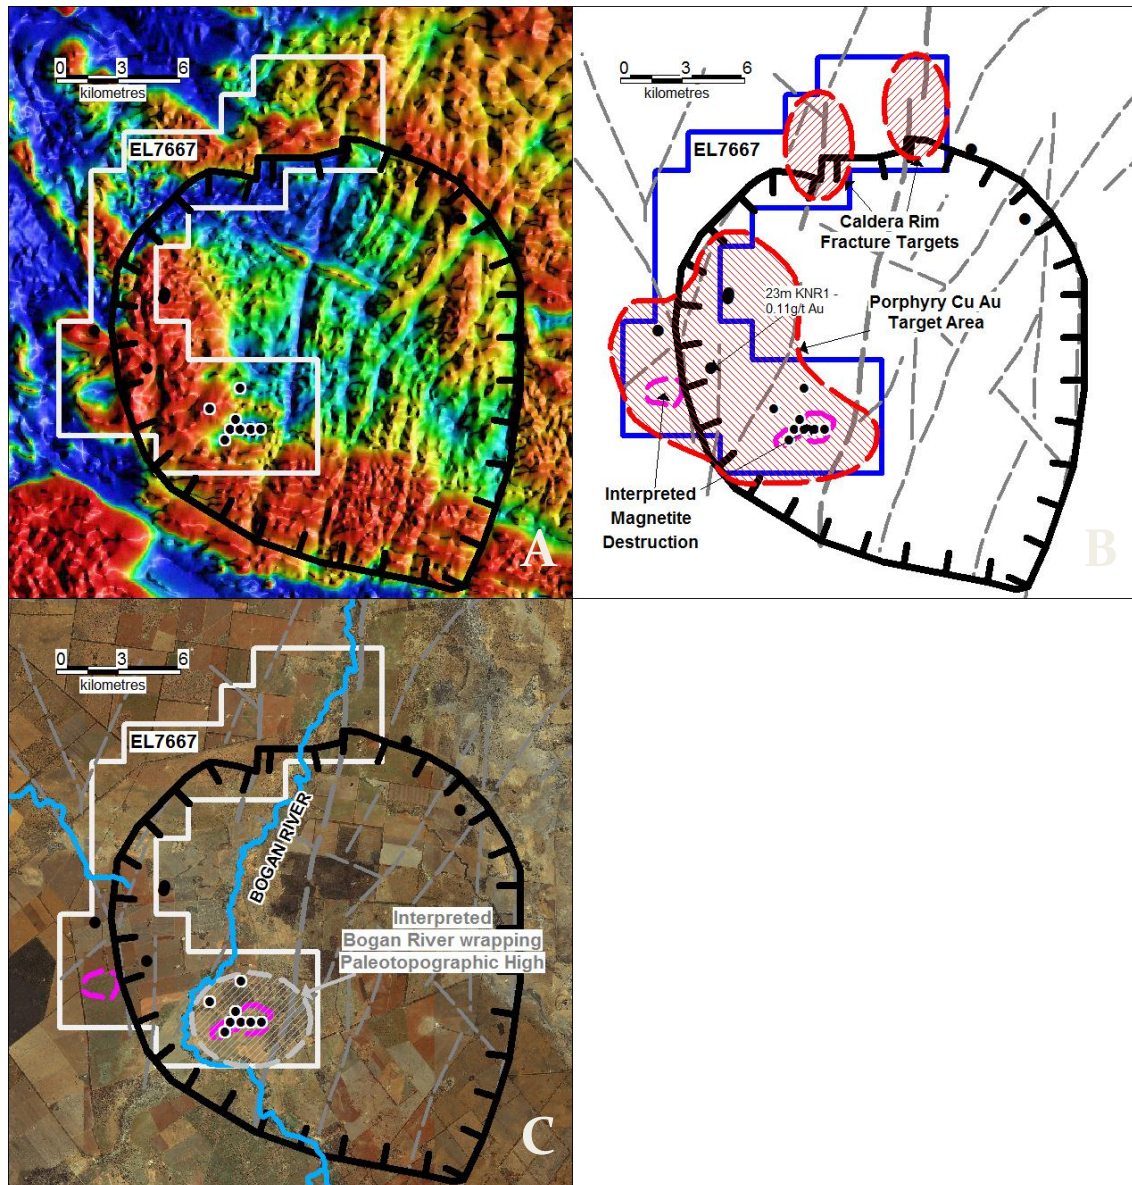 0 3 6
kilometres
EL7667
A
0 3 6
kilometres
EL7667
Caldera Rim
Fracture Targets
23m KNR1 -
0.11g/t Au
Porphyry Cu Au
Target Area
Interpreted
Magnetite
Destruction
B
0 3 6
kilometres
EL7667
BOGAN RIVER
Interpreted
Bogan River wrapping
Paleotopographic High
C